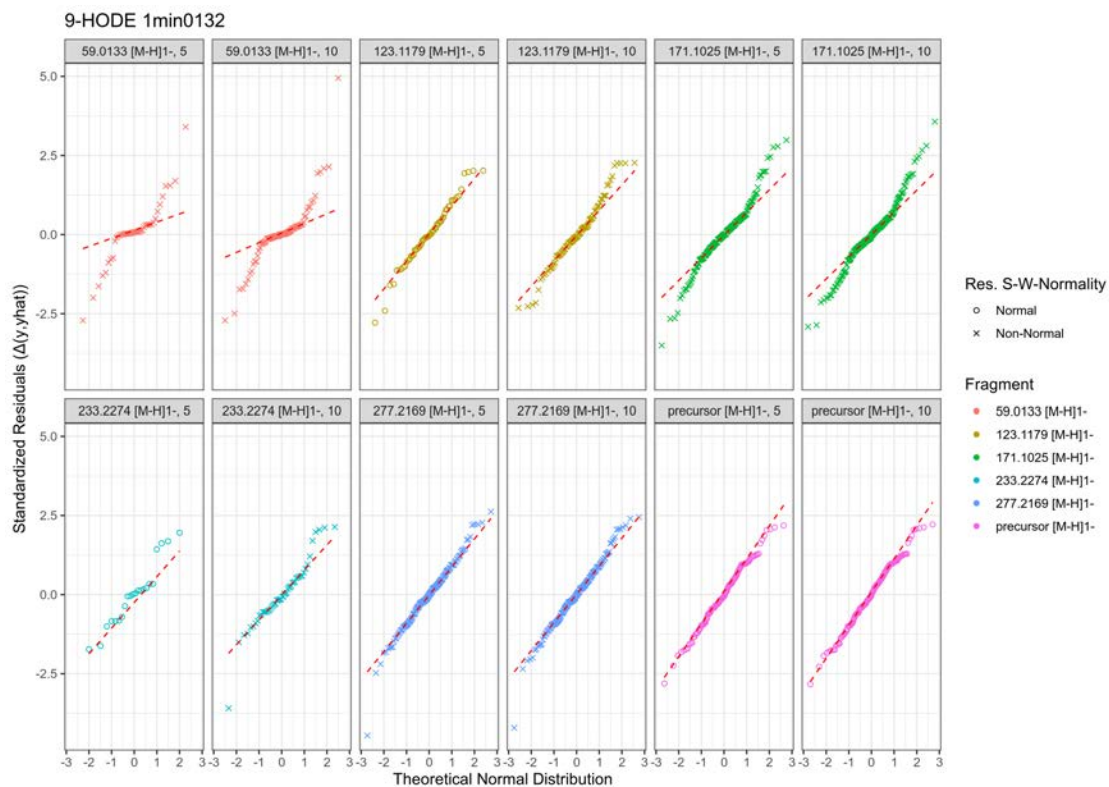 9-HODE 1min0132
59.0133 [M-H]1-, 5
59.0133 [M-H]1-, 10
123.1179 [M-H]1-, 5
123.1179 [M-H]1-, 10
171.1025 [M-H]1-, 5
171.1025 [M-H]1-, 10
5.0
2.5
0.0
-2.5
233.2274 [M-H]1-, 5
233.2274 [M-H]1-, 10
277.2169 [M-H]1-, 5
277.2169 [M-H]1-, 10
precursor [M-H]1-, 5
precursor [M-H]1-, 10
5.0
2.5
0.0
-2.5
-3 -2 -1 0 1 2 3
-3 -2 -1 0 1 2 3
-3 -2 -1 0 1 2 3
-3 -2 -1 0 1 2 3
-3 -2 -1 0 1 2 3
-3 -2 -1 0 1 2 3
Theoretical Normal Distribution
Standardized Residuals (Δ(y,yhat))
Res. S-W-Normality
Normal
Non-Normal
Fragment
59.0133 [M-H]1-
123.1179 [M-H]1-
171.1025 [M-H]1-
233.2274 [M-H]1-
277.2169 [M-H]1-
precursor [M-H]1-